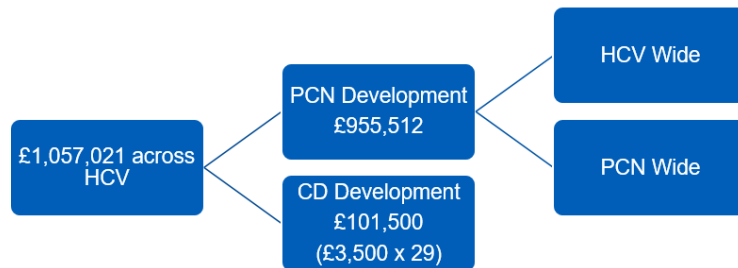 £1,057,021 across
HCV
PCN Development
£955,512
CD Development
£101,500
(£3,500 x 29)
HCV Wide
PCN Wide